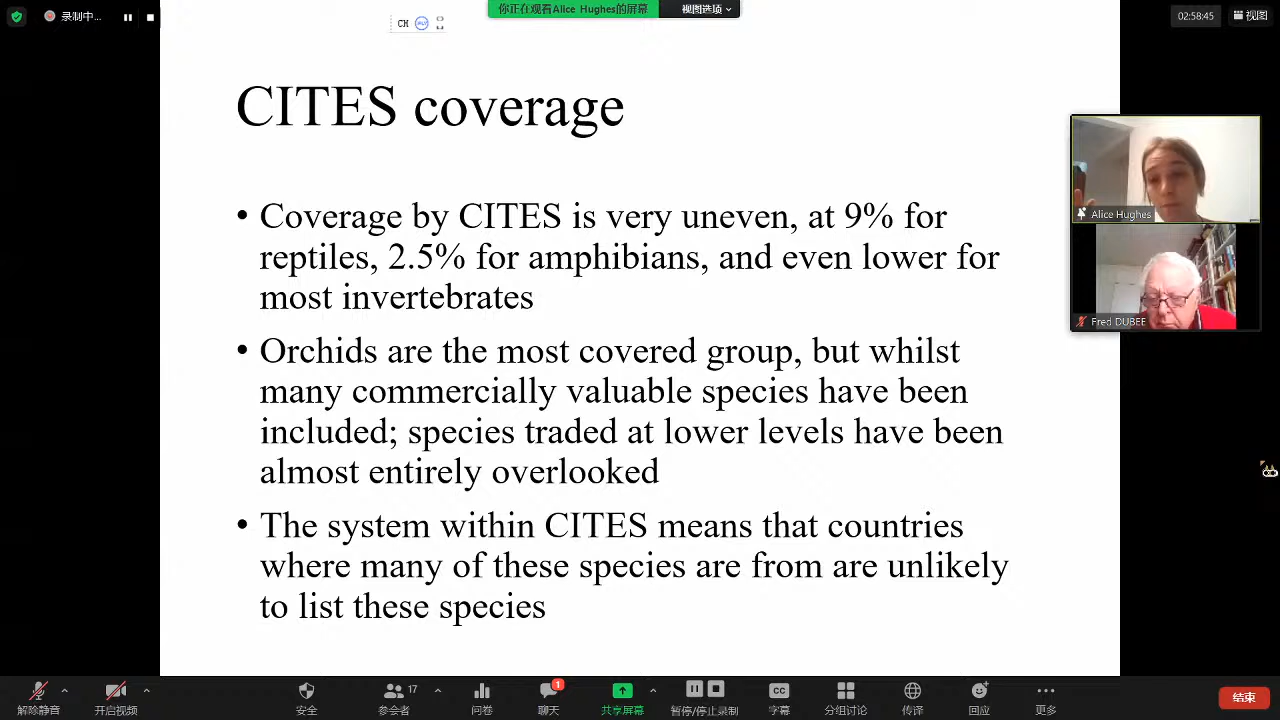 录制中...
CH
你正在观看Alice Hughes的屏幕
视图选项
02:58:45
视图
CITES coverage
• Coverage by CITES is very uneven, at 9% for
reptiles, 2.5% for amphibians, and even lower for
most invertebrates
• Orchids are the most covered group, but whilst
many commercially valuable species have been
included; species traded at lower levels have been
almost entirely overlooked
• The system within CITES means that countries
where many of these species are from are unlikely
to list these species
Alice Hughes
Fred DUBEE
解除静音
开启视频
安全
17
参会者
问卷
1
聊天
共享屏幕
暂停/停止录制
CC
字幕
分组讨论
传译
回应
更多
结束